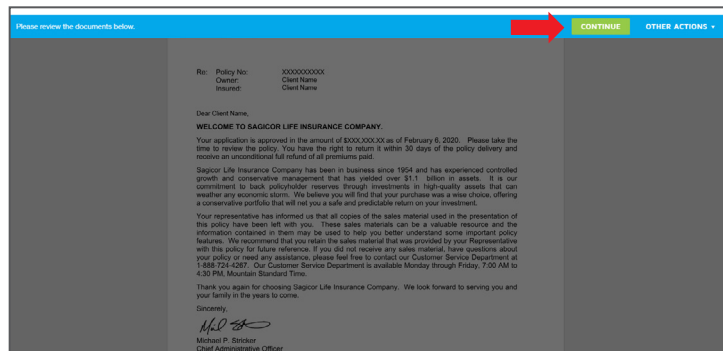 Please review the documents below.
CONTINUE
OTHER ACTIONS
Re: Policy No: XXXXXXXXXX
Owner: Client Name
Insured: Client Name
Dear Client Name,
WELCOME TO SAGICOR LIFE INSURANCE COMPANY.
Your application is approved in the amount of $XXX,XXX.XX as of February 6, 2020. Please take the
time to review the policy. You have the right to return it within 30 days of the policy delivery and
receive an unconditional full refund of all premiums paid.
Sagicor Life Insurance Company has been in business since 1954 and has experienced controlled
growth and conservative management that has yielded over $1.1 billion in assets. It is our
commitment to back policyholder reserves through investments in high-quality assets that can
weather any economic storm. We believe you will find that your purchase was a wise choice, offering
a conservative portfolio that will net you a safe and predictable return on your investment.
Your representative has informed us that all copies of the sales material used in the presentation of
this policy have been left with you. These sales materials can be a valuable resource and the
information contained in them may be used to help you better understand some important policy
features. We recommend that you retain the sales material that was provided by your Representative
with this policy for future reference. If you did not receive any sales material, have questions about
your policy or need any assistance, please feel free to contact our Customer Service Department at
1-888-724-4267. Our Customer Service Department is available Monday through Friday, 7:00 AM to
4:30 PM, Mountain Standard Time.
Thank you again for choosing Sagicor Life Insurance Company. We look forward to serving you and
your family in the years to come.
Sincerely,
Michael P. Stricker
Chief Administrative Officer